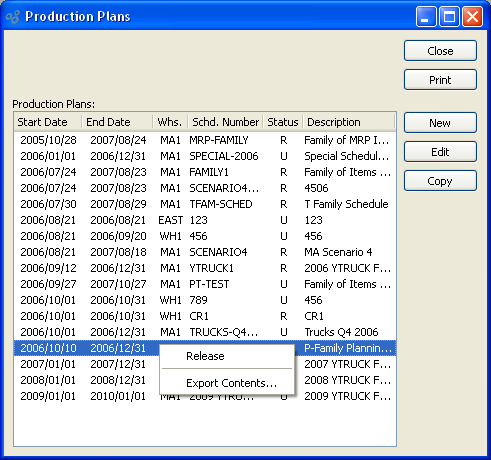 Production Plans
Close
Print
Production Plans:
Start Date End Date Whs. Schd. Number Status Description
2005/10/28 2007/08/24 MA1 MRP-FAMILY R Family of MRP I...
2006/01/01 2006/12/31 MA1 SPECIAL-2006 U Special Schedul...
2006/07/24 2007/08/23 MA1 FAMILY1 R Family of Items ...
2006/07/24 2007/08/23 MA1 SCENARIO4... R 4506
2006/07/30 2007/08/29 MA1 TFAM-SCHED R T Family Schedule
2006/08/21 2006/08/21 EAST 123 U 123
2006/08/21 2006/09/20 WH1 456 U 456
2006/08/21 2007/08/18 MA1 SCENARIO4 R MA Scenario 4
2006/09/12 2006/12/31 MA1 YTRUCK1 R 2006 YTRUCK F...
2006/09/27 2007/10/26 MA1 PT-TEST U Family of Items ...
2006/10/01 2006/10/31 WH1 789 U 456
2006/10/01 2006/10/31 WH1 CR1 R CR1
2006/10/01 2006/12/31 MA1 TRUCKS-Q4... U Trucks Q4 2006
2006/10/10 2006/12/31 P-Family Plannin...
2007/01/01 2007/12/31 2007 YTRUCK F...
2008/01/01 2008/12/31 2008 YTRUCK F...
2009/01/01 2010/01/01 MA1 2009 YTRU... U 2009 YTRUCK F...
Release
Export Contents...
New
Edit
Copy